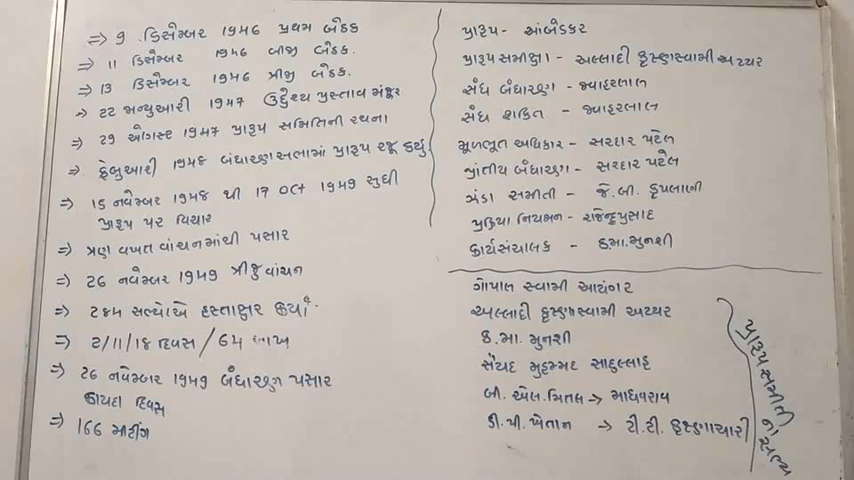 => 9 ડિસેમ્બર 1946 પ્રથમ બેઠક
=> 11 ડિસેમ્બર 1946 બીજી બેઠક.
=> 13 ડિસેમ્બર 1946 ત્રીજી બેઠક.
=> 22 જાન્યુઆરી 1947 ઉદ્દેશ્ય પ્રસ્તાવ મંજૂર
=> 29 ઓગસ્ટ 1947 પ્રારૂપ સમિતિની રચના
=> ફેબ્રુઆરી 1948 બંધારણસભામાં પ્રારૂપ રજૂ કર્યું
=> 15 નવેમ્બર 1948 થી 17 Oct 1949 સુધી
પ્રારૂપ પર વિચાર
=> ત્રણ વખત વાંચનમાંથી પસાર
=> 26 નવેમ્બર 1949 ત્રીજુ વાંચન
=> 284 સભ્યોએ હસ્તાક્ષર કર્યા
=> 2/11/18 દિવસ / 64 લાખ
=> 26 નવેમ્બર 1949 બંધારણ પસાર
કાયદા દિવસ
=> 166 મીટીંગ
પ્રારૂપ - આંબેડકર
પ્રારૂપ સમીક્ષા - અલ્લાદી કૃષ્ણસ્વામી અય્યર
સંઘ બંધારણ - જવાહરલાલ
સંઘ શક્તિ - જવાહરલાલ
મૂળભૂત અધિકાર - સરદાર પટેલ
પ્રાંતીય બંધારણ - સરદાર પટેલ
ઝંડા સમીતી - જે.બી. કૃપલાણી
પ્રક્રિયા નિયમન - રાજેન્દ્રપ્રસાદ
કાર્યસંચાલક - ક.મા.મુનશી
ગોપાલ સ્વામી આયંગર
અલ્લાદી કૃષ્ણસ્વામી અય્યર
ક. મા. મુનશી
સૈયદ મુહમ્મદ સાદુલ્લાહ
બી. એલ. મિતલ -> માધવરાવ
ડી. પી. ખેતાન -> ટી. ટી. કૃષ્ણાચારી
પ્રારૂપ સમીતી ના સભ્ય